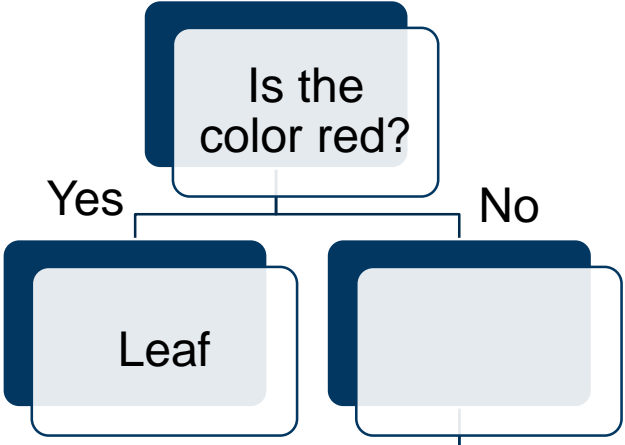 Is the
color red?
Yes
No
Leaf